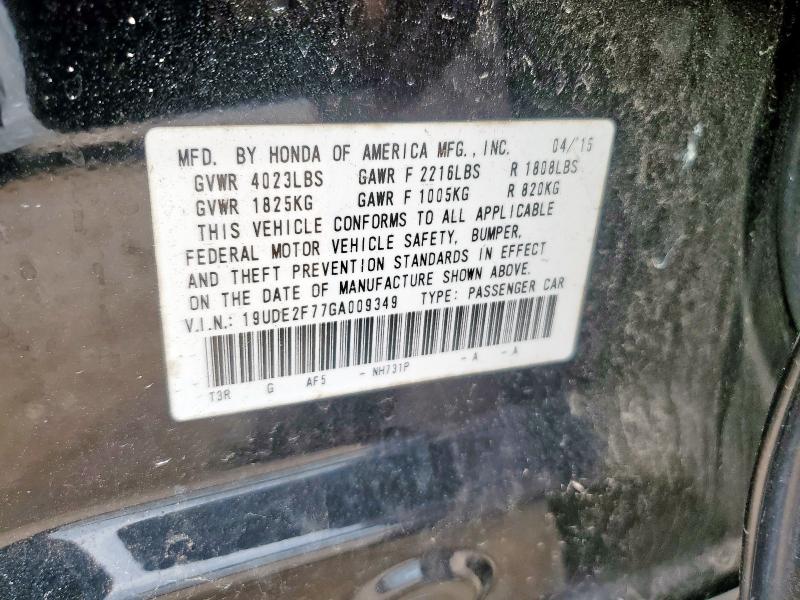 MFD. BY HONDA OF AMERICA MFG., INC. 04/'15
GVWR 4023LBS GAWR F 2216LBS R 1808LBS
GVWR 1825KG GAWR F 1005KG R 820KG
THIS VEHICLE CONFORMS TO ALL APPLICABLE
FEDERAL MOTOR VEHICLE SAFETY, BUMPER,
AND THEFT PREVENTION STANDARDS IN EFFECT
ON THE DATE OF MANUFACTURE SHOWN ABOVE.
V.I.N.: 19UDE2F77GA009349 TYPE: PASSENGER CAR
T3R G AF5 - NH731P - A - A